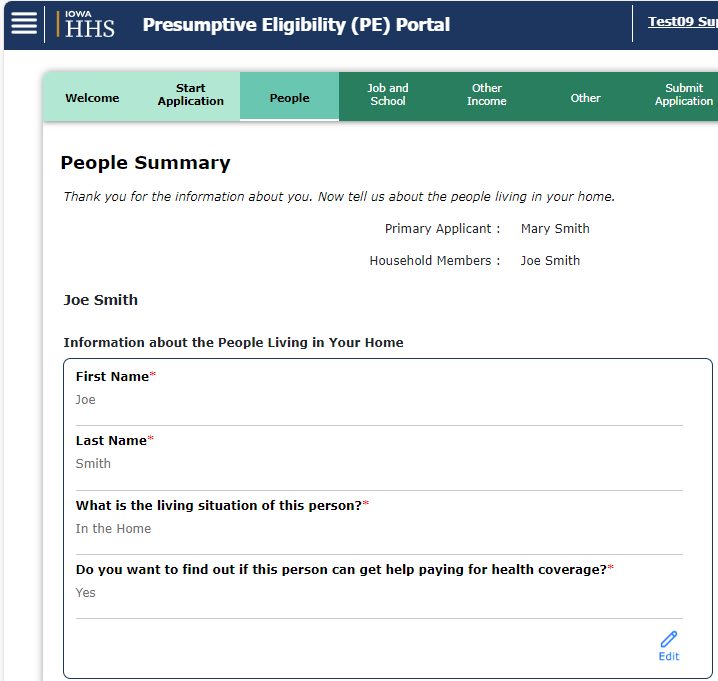 IOWA
HHS
Presumptive Eligibility (PE) Portal
Test09 Sup
Welcome
Start
Application
People
Job and
School
Other
Income
Other
Submit
Application
People Summary
Thank you for the information about you. Now tell us about the people living in your home.
Primary Applicant : Mary Smith
Household Members : Joe Smith
Joe Smith
Information about the People Living in Your Home
First Name*
Joe
Last Name*
Smith
What is the living situation of this person?*
In the Home
Do you want to find out if this person can get help paying for health coverage?*
Yes
Edit